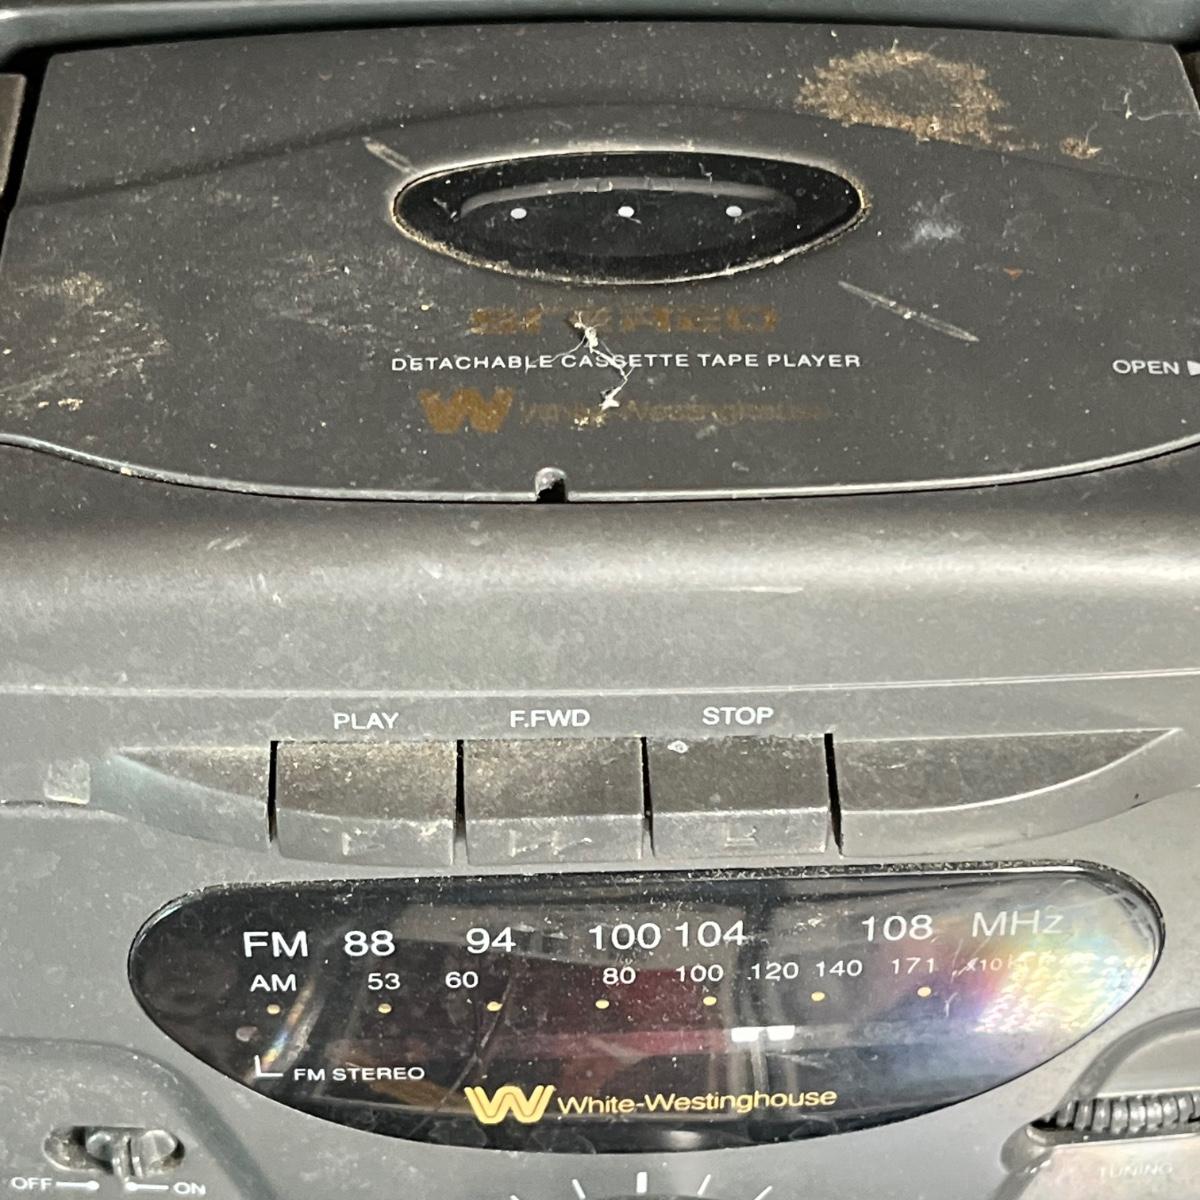 STEREO
DETACHABLE CASSETTE TAPE PLAYER
OPEN
White-Westinghouse
PLAY F.FWD STOP
FM 88 94 100 104 108 MHz
AM 53 60 80 100 120 140 171 x10
FM STEREO
White-Westinghouse
OFF ON
TUNING